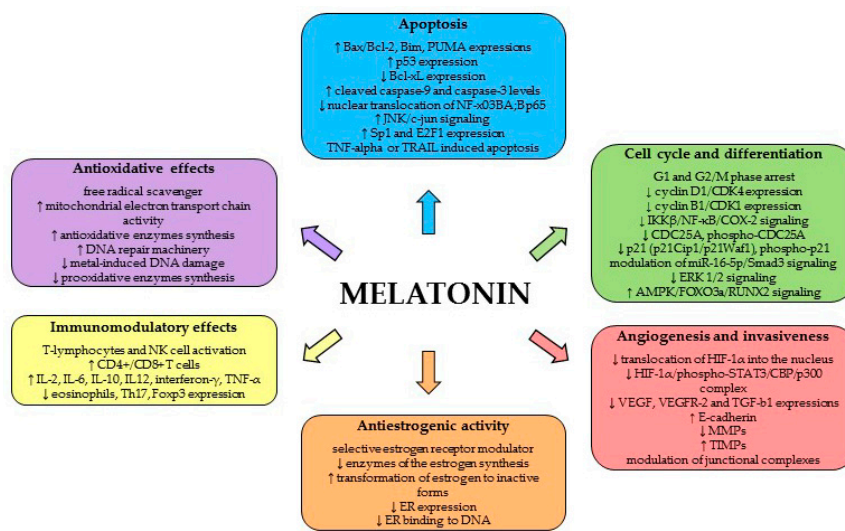 Apoptosis
↑ Bax/Bcl-2, Bim, PUMA expressions
↑ p53 expression
↓Bcl-xL expression
↑ cleaved caspase-9 and caspase-3 levels
↓nuclear translocation of NF-x03BA;Bp65
↑ JNK/c-jun signaling
↑ Sp1 and E2F1 expression
TNF-alpha or TRAIL induced apoptosis
Antioxidative effects
free radical scavenger
↑ mitochondrial electron transport chain
activity
↑ antioxidative enzymes synthesis
↑ DNA repair machinery
↓ metal-induced DNA damage
↓ prooxidative enzymes synthesis
Cell cycle and differentiation
G1 and G2/M phase arrest
↓ cyclin D1/CDK4 expression
↓ cyclin B1/CDK1 expression
↓ IKKβ/NF-κB/COX-2 signaling
↓ CDC25A, phospho-CDC25A
↓ p21 (p21Cip1/p21Waf1), phospho-p21
modulation of miR-16-5p/Smad3 signaling
↓ ERK 1/2 signaling
↑ AMPK/FOXO3a/RUNX2 signaling
MELATONIN
Immunomodulatory effects
T-lymphocytes and NK cell activation
↑ CD4+/CD8+T cells
↑ IL-2, IL-6, IL-10, IL12, interferon-γ, TNF-α
↓ eosinophils, Th17, Foxp3 expression
Antiestrogenic activity
selective estrogen receptor modulator
↓ enzymes of the estrogen synthesis
↑ transformation of estrogen to inactive
forms
↓ ER expression
↓ ER binding to DNA
Angiogenesis and invasiveness
↓ translocation of HIF-1α into the nucleus
↓ HIF-1α/phospho-STAT3/CBP/p300
complex
↓ VEGF, VEGFR-2 and TGF-b1 expressions
↑ E-cadherin
↓ MMPs
↑ TIMPs
modulation of junctional complexes